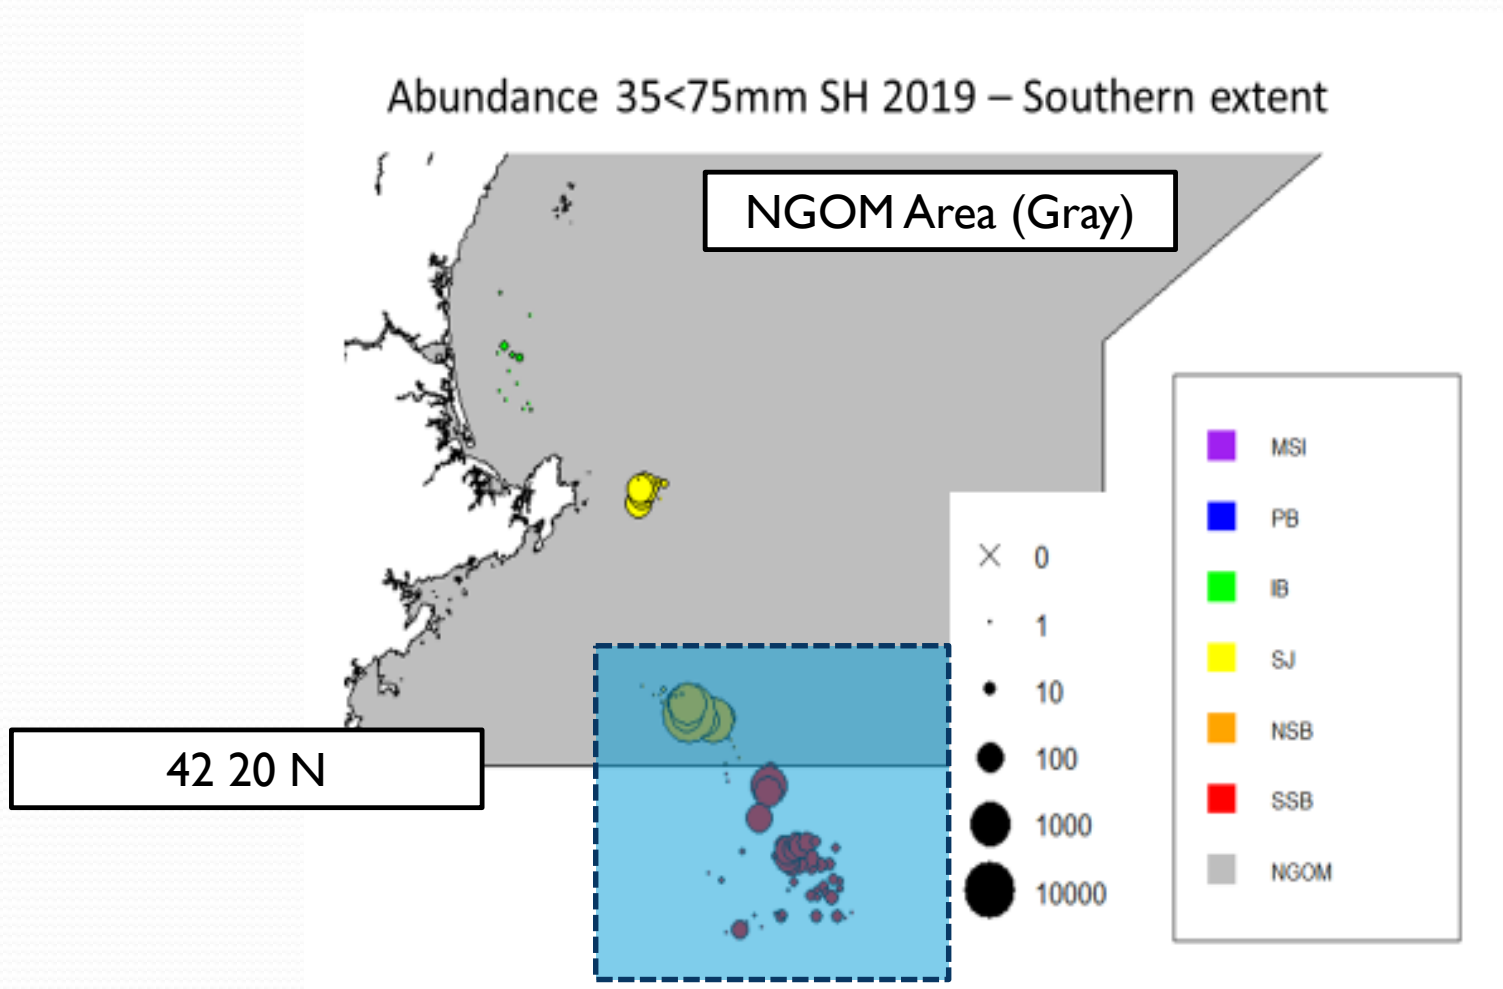 Abundance 35<75mm SH 2019 – Southern extent
NGOM Area (Gray)
42 20 N
0
1
10
100
1000
10000
MSI
PB
IB
SJ
NSB
SSB
NGOM